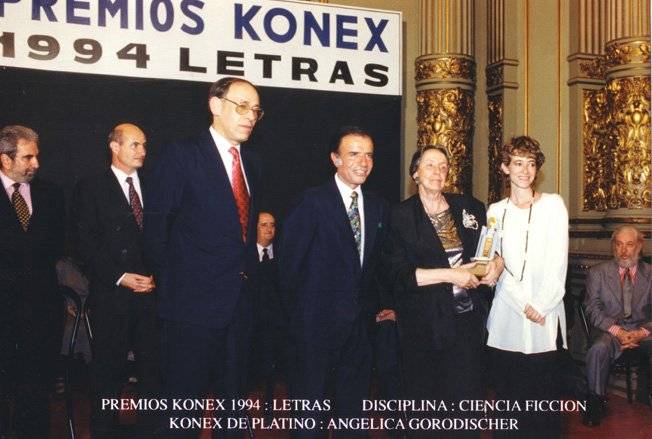 PREMIOS KONEX
1994 LETRAS
PREMIOS KONEX 1994 : LETRAS DISCIPLINA : CIENCIA FICCION
KONEX DE PLATINO : ANGELICA GORODISCHER